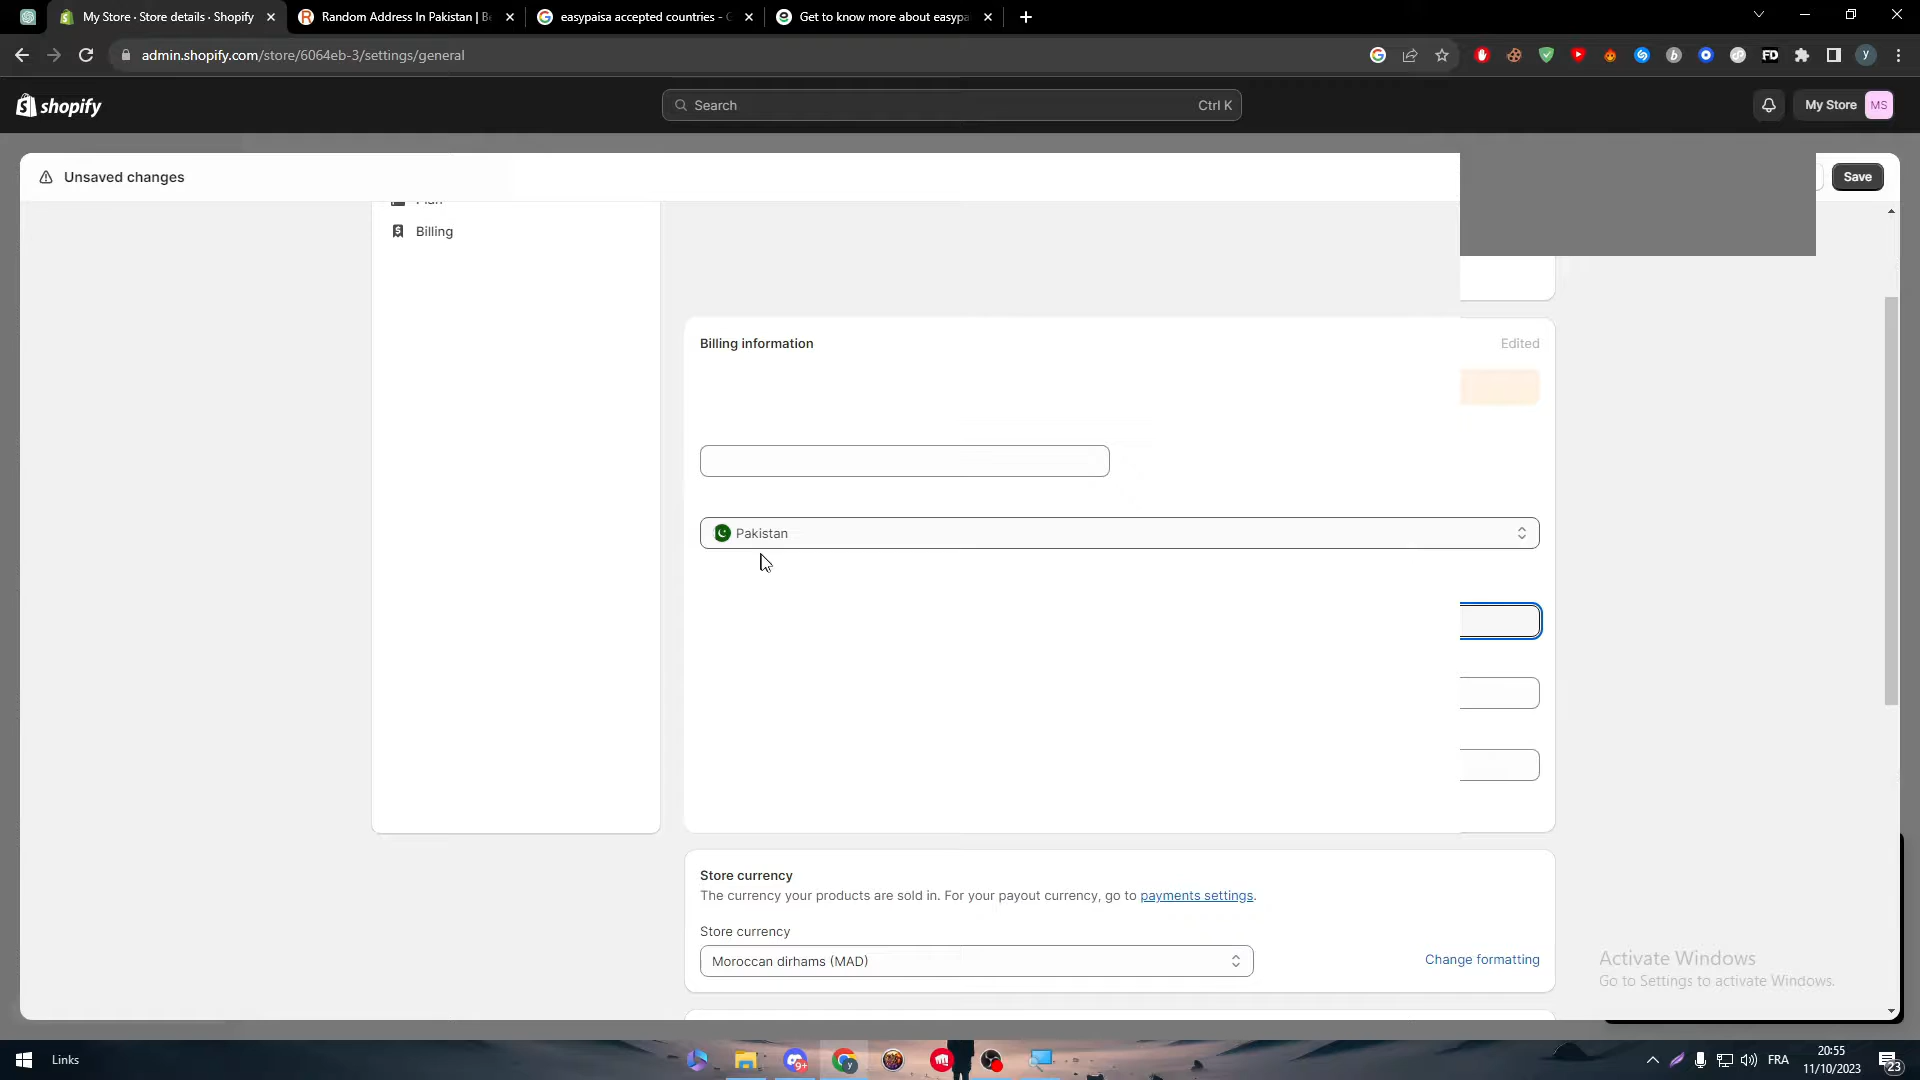 My Store · Store details · Shopify
Random Address In Pakistan | Be
easypaisa accepted countries -
Get to know more about easypa
admin.shopify.com/store/6064eb-3/settings/general
shopify
Search
Ctrl K
My Store
MS
Unsaved changes
Save
Plan
Billing
Billing information
Edited
Pakistan
Store currency
The currency your products are sold in. For your payout currency, go to payments settings.
Store currency
Moroccan dirhams (MAD)
Change formatting
Activate Windows
Go to Settings to activate Windows.
Links
FRA
20:55
11/10/2023
23